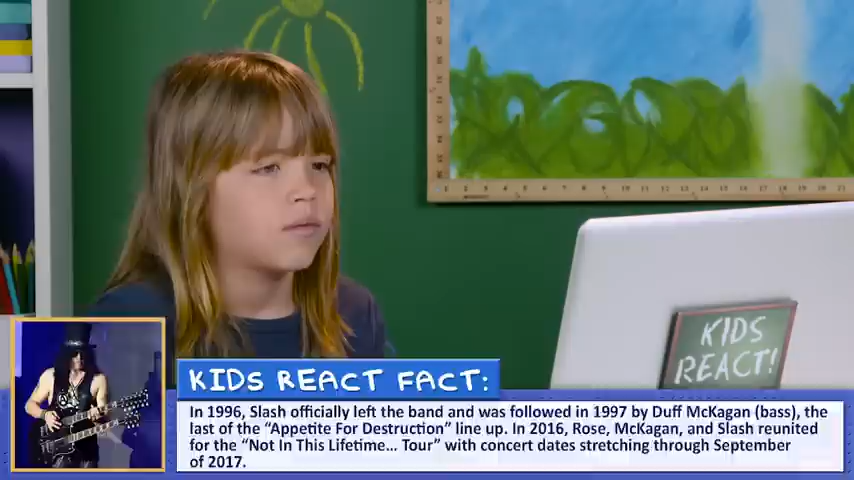 KIDS
REACT!
KIDS REACT FACT:
In 1996, Slash officially left the band and was followed in 1997 by Duff McKagan (bass), the
last of the “Appetite For Destruction” line up. In 2016, Rose, McKagan, and Slash reunited
for the “Not In This Lifetime... Tour” with concert dates stretching through September
of 2017.